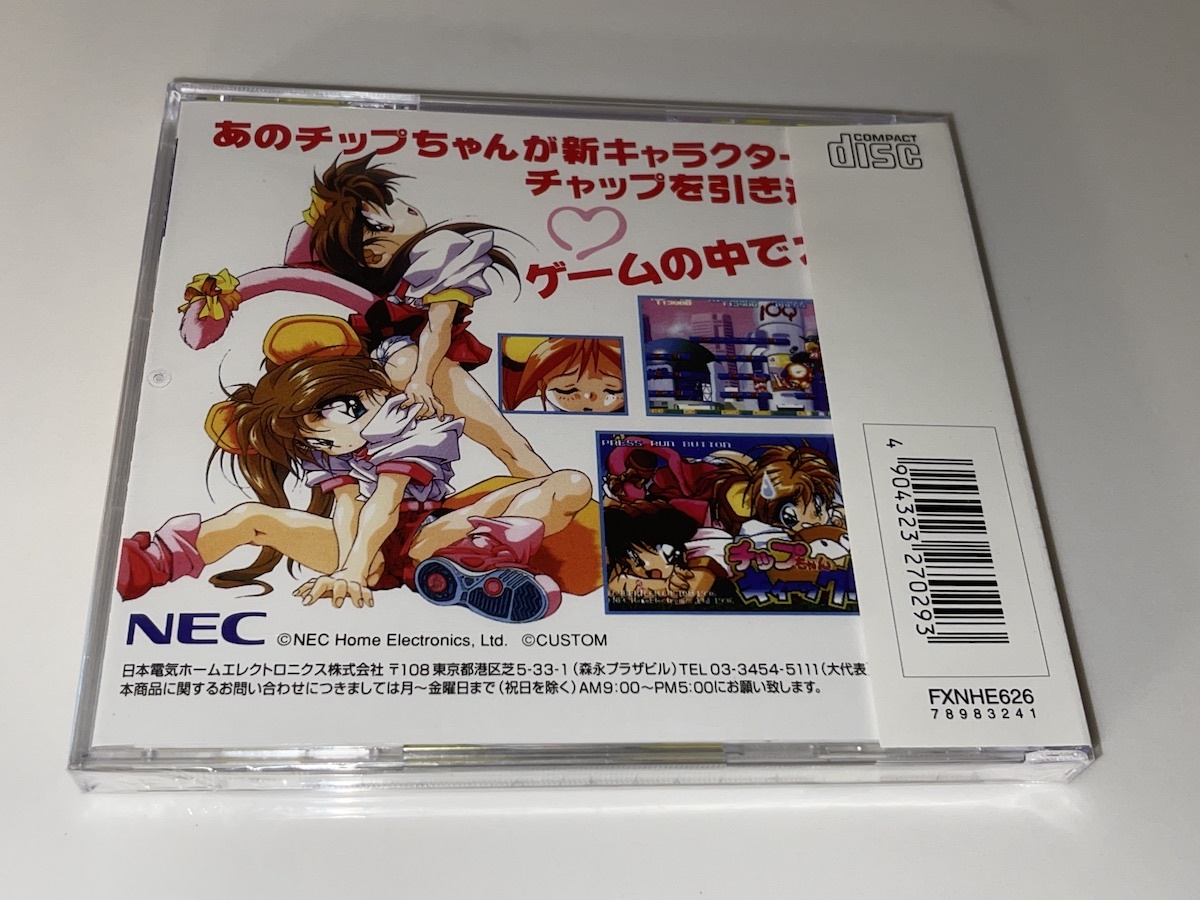 あのチップちゃんが新キャラクター
チャップを引き
ゲームの中で
COMPACT
disc
PRESS RUN BUTTON
チップちゃん
NEC ©NEC Home Electronics, Ltd. ©CUSTOM
日本電気ホームエレクトロニクス株式会社 〒108 東京都港区芝5-33-1(森永プラザビル)TEL 03-3454-5111(大代表
本商品に関するお問い合わせにつきましては月〜金曜日まで(祝日を除く)AM9:00〜PM5:00にお願い致します。
4 904323 270293
FXNHE626
78983241